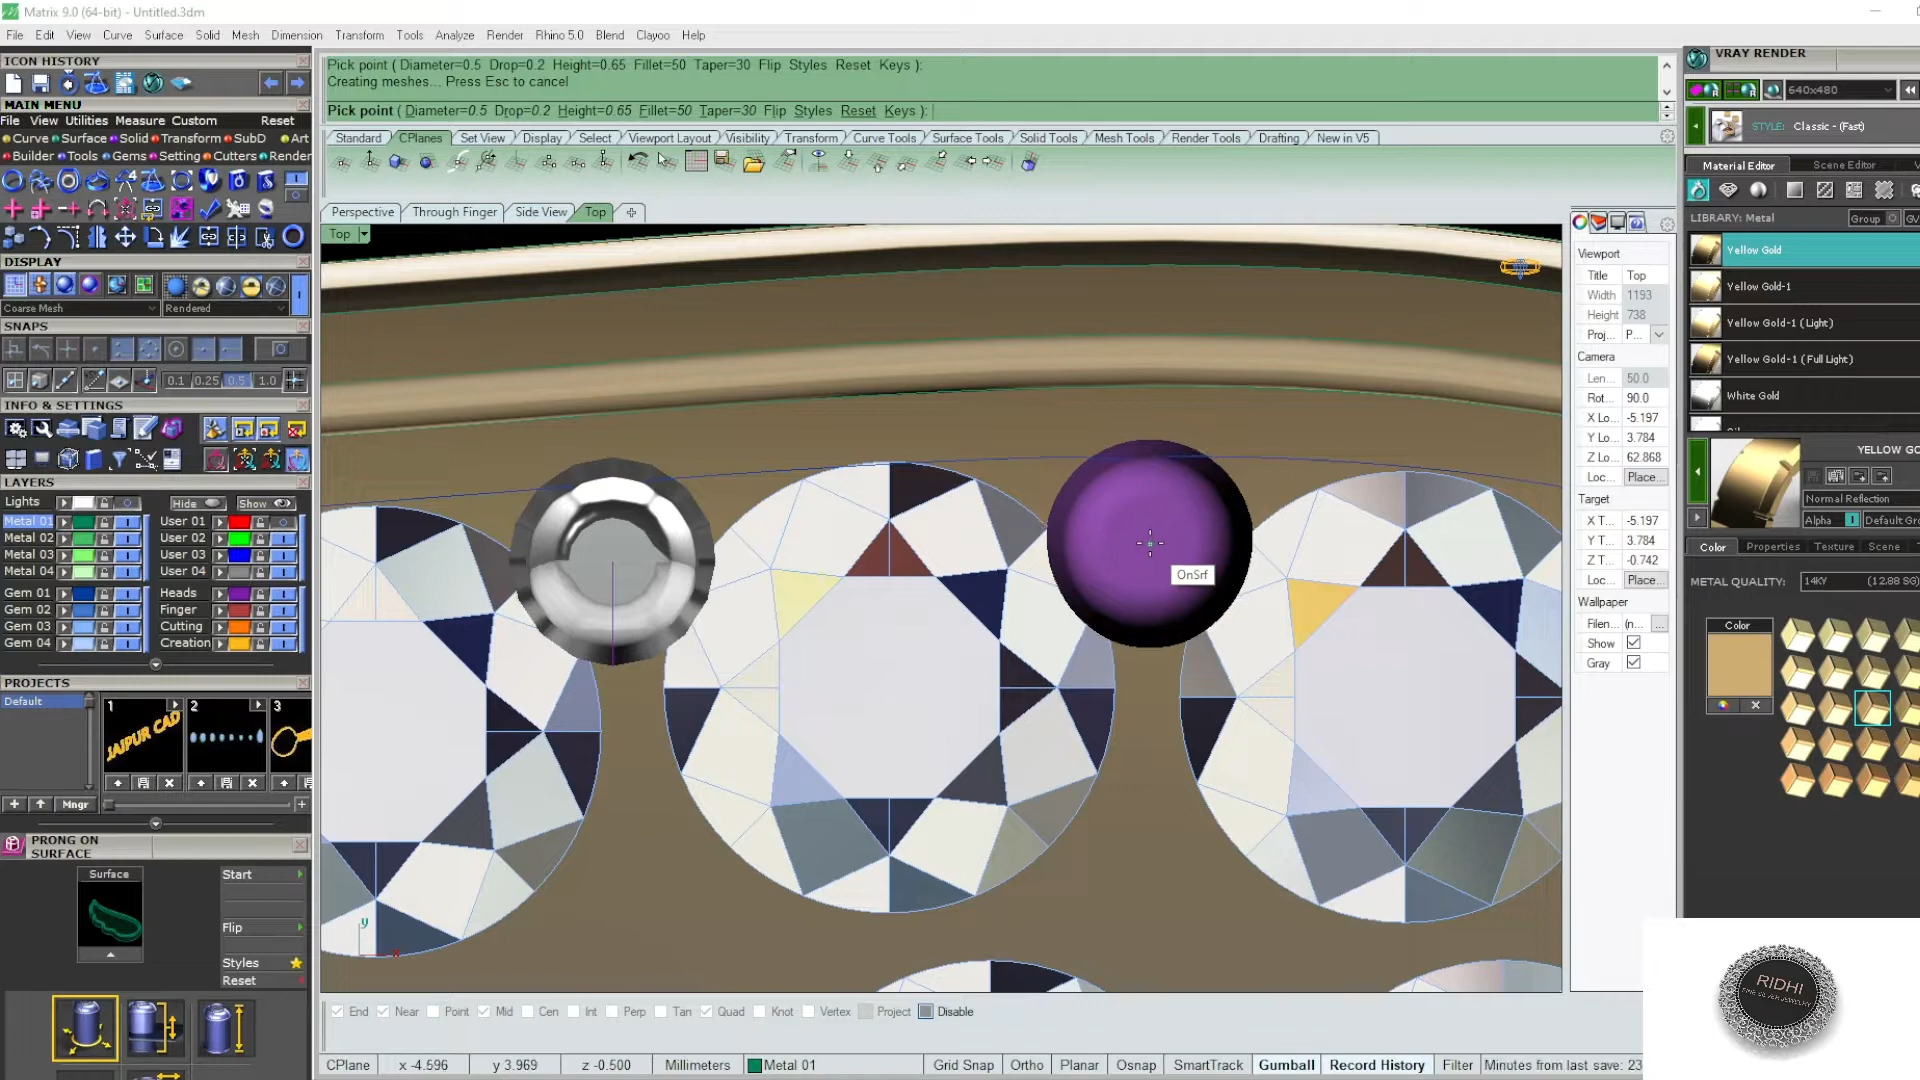 Matrix 9.0 (64-bit) - Untitled.3dm
File Edit View Curve Surface Solid Mesh Dimension Transform Tools Analyze Render Rhino 5.0 Blend Clayoo Help
ICON HISTORY
MAIN MENU
File View Utilities Measure Custom Reset
Curve Surface Solid Transform SubD Art
Builder Tools Gems Setting Cutters Render
DISPLAY
Coarse Mesh Rendered
SNAPS
0.1 0.25 0.5 1.0
INFO & SETTINGS
LAYERS
Lights Hide Show
Metal 01 User 01
Metal 02 User 02
Metal 03 User 03
Metal 04 User 04
Gem 01 Heads
Gem 02 Finger
Gem 03 Cutting
Gem 04 Creation
PROJECTS
Default
1 2 3
JAIPUR CAD
Mngr
PRONG ON
SURFACE
Surface
Start
Flip
Styles
Reset
Pick point ( Diameter=0.5 Drop=0.2 Height=0.65 Fillet=50 Taper=30 Flip Styles Reset Keys ):
Creating meshes... Press Esc to cancel
Pick point ( Diameter=0.5 Drop=0.2 Height=0.65 Fillet=50 Taper=30 Flip Styles Reset Keys ):
Standard CPlanes Set View Display Select Viewport Layout Visibility Transform Curve Tools Surface Tools Solid Tools Mesh Tools Render Tools Drafting New in V5
Perspective Through Finger Side View Top
Top
OnSrf
y
x
End Near Point Mid Cen Int Perp Tan Quad Knot Vertex Project Disable
CPlane x -4.596 y 3.969 z -0.500 Millimeters Metal 01 Grid Snap Ortho Planar Osnap SmartTrack Gumball Record History Filter Minutes from last save: 23
Viewport
Title Top
Width 1193
Height 738
Proj... P...
Camera
Len... 50.0
Rot... 90.0
X Lo... -5.197
Y Lo... 3.784
Z Lo... 62.868
Loc... Place...
Target
X T... -5.197
Y T... 3.784
Z T... -0.742
Loc... Place...
Wallpaper
Filen... (n... ...
Show
Gray
VRAY RENDER
640x480
STYLE: Classic - (Fast)
Material Editor Scene Editor V
LIBRARY: Metal Group GV
Yellow Gold
Yellow Gold-1
Yellow Gold-1 (Light)
Yellow Gold-1 (Full Light)
White Gold
YELLOW GO
Normal Reflection
Alpha Default Gro
Color Properties Texture Scene
METAL QUALITY: 14KY (12.88 SG)
Color
RIDHI
FINE SILVER JEWELRY